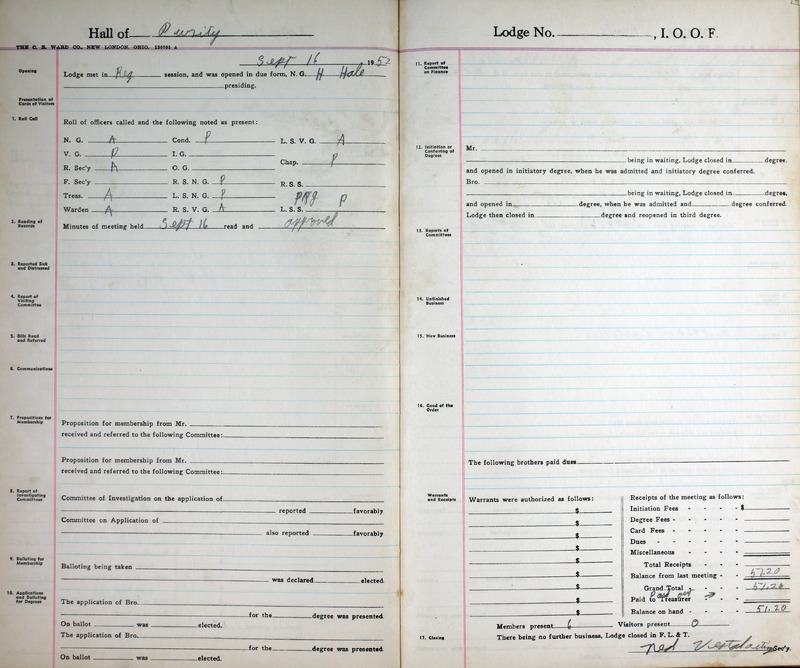 Hall of Purity
THE C. E. WARD CO., NEW LONDON, OHIO.
Sept 16 1952
Opening
Lodge met in Reg session, and was opened in due form, N. G. H Hale
presiding.
Presentation of
Cards of Visitors
1. Roll Call
Roll of officers called and the following noted as present:
N. G. A Cond. P L. S. V. G. A
V. G. P I. G.
Chap. P
R. Sec'y A O. G.
F. Sec'y R. S. N. G. P R. S. S.
Treas. A L. S. N. G. P P
Warden A R. S. V. G. A L. S. S.
2. Reading of
Records
Minutes of meeting held Sept 16 read and approved
3. Reported Sick
and Distressed
4. Report of
Visiting
Committee
5. Bills Read
and Referred
6. Communications
7. Propositions for
Membership
Proposition for membership from Mr.
received and referred to the following Committee:
Proposition for membership from Mr.
received and referred to the following Committee:
8. Report of
Investigating
Committees
Committee of Investigation on the application of
reported favorably
Committee on Application of
also reported favorably
9. Balloting for
Membership
Balloting being taken
was declared elected.
10. Applications
and Balloting
for Degrees
The application of Bro.
for the degree was presented
On ballot was elected.
The application of Bro.
for the degree was presented
On ballot was elected.
Lodge No. , I. O. O. F.
11. Report of
Committee
on Finance
12. Initiation or
Conferring of
Degrees
Mr.
being in waiting, Lodge closed in degree,
and opened in initiatory degree, when he was admitted and initiatory degree conferred.
Bro.
being in waiting, Lodge closed in degree,
and opened in degree, when he was admitted and degree conferred.
Lodge then closed in degree and reopened in third degree.
13. Reports of
Committees
14. Unfinished
Business
15. New Business
16. Good of the
Order
The following brothers paid dues
Warrants
and Receipts
Warrants were authorized as follows:
$
$
$
$
$
$
$
$
$
Receipts of the meeting as follows:
Initiation Fees - - - - $
Degree Fees - - - -
Card Fees - - - -
Dues - - - - -
Miscellaneous - - - -
Total Receipts - -
Balance from last meeting - - 51.20
Grand Total - - 51.20
Paid to Treasurer
Balance on hand - - - 51.20
Members present 6 Visitors present 0
17. Closing
There being no further business, Lodge closed in F. L. & T.
Ned Sec'y.